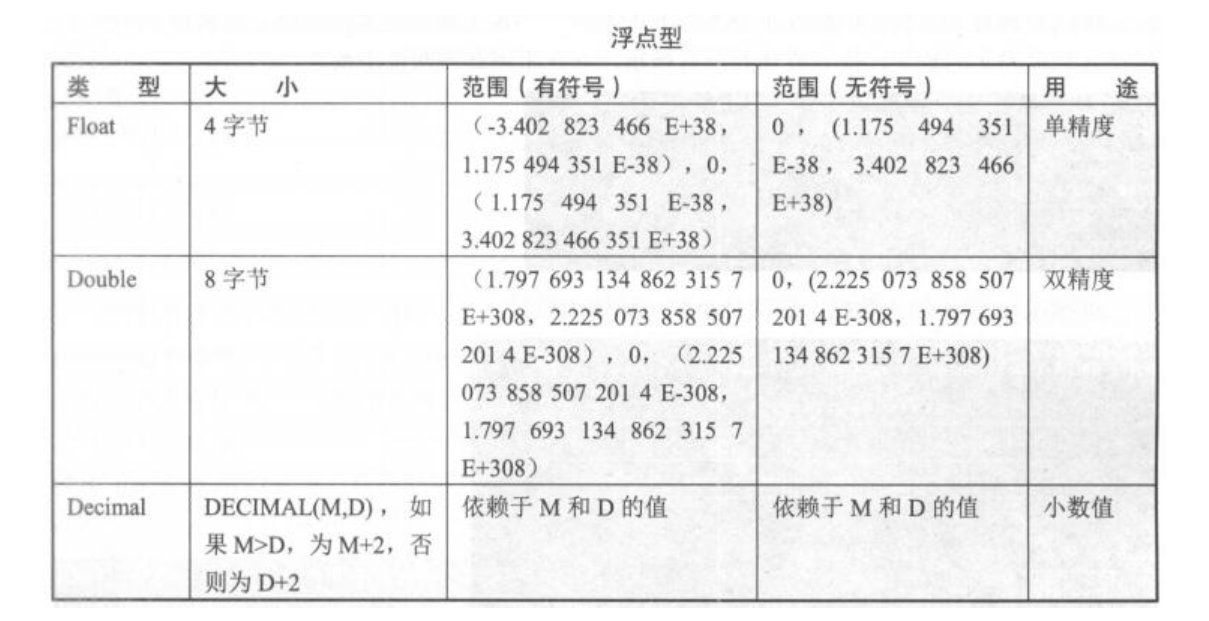 浮点型
类 型 大 小 范围（有符号） 范围（无符号） 用 途
Float 4 字节 （-3.402 823 466 E+38， 0 ， (1.175 494 351 单精度
1.175 494 351 E-38），0， E-38， 3.402 823 466
（1.175 494 351 E-38， E+38)
3.402 823 466 351 E+38）
Double 8 字节 （1.797 693 134 862 315 7 0，(2.225 073 858 507 双精度
E+308，2.225 073 858 507 201 4 E-308，1.797 693
201 4 E-308），0，（2.225 134 862 315 7 E+308)
073 858 507 201 4 E-308，
1.797 693 134 862 315 7
E+308）
Decimal DECIMAL(M,D)，如 依赖于 M 和 D 的值 依赖于 M 和 D 的值 小数值
果 M>D，为 M+2，否
则为 D+2